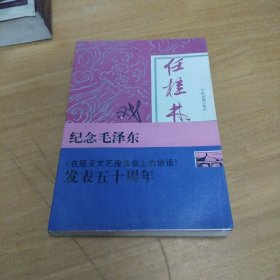 任桂林
戏
纪念毛泽东
《在延安文艺座谈会上的讲话》
发表五十周年